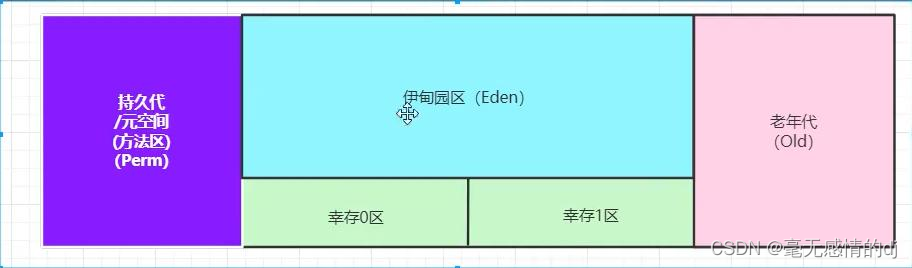 持久代
/元空间
(方法区)
(Perm)
伊甸园区（Eden）
幸存0区
幸存1区
老年代
（Old）
CSDN @毫无感情的dj